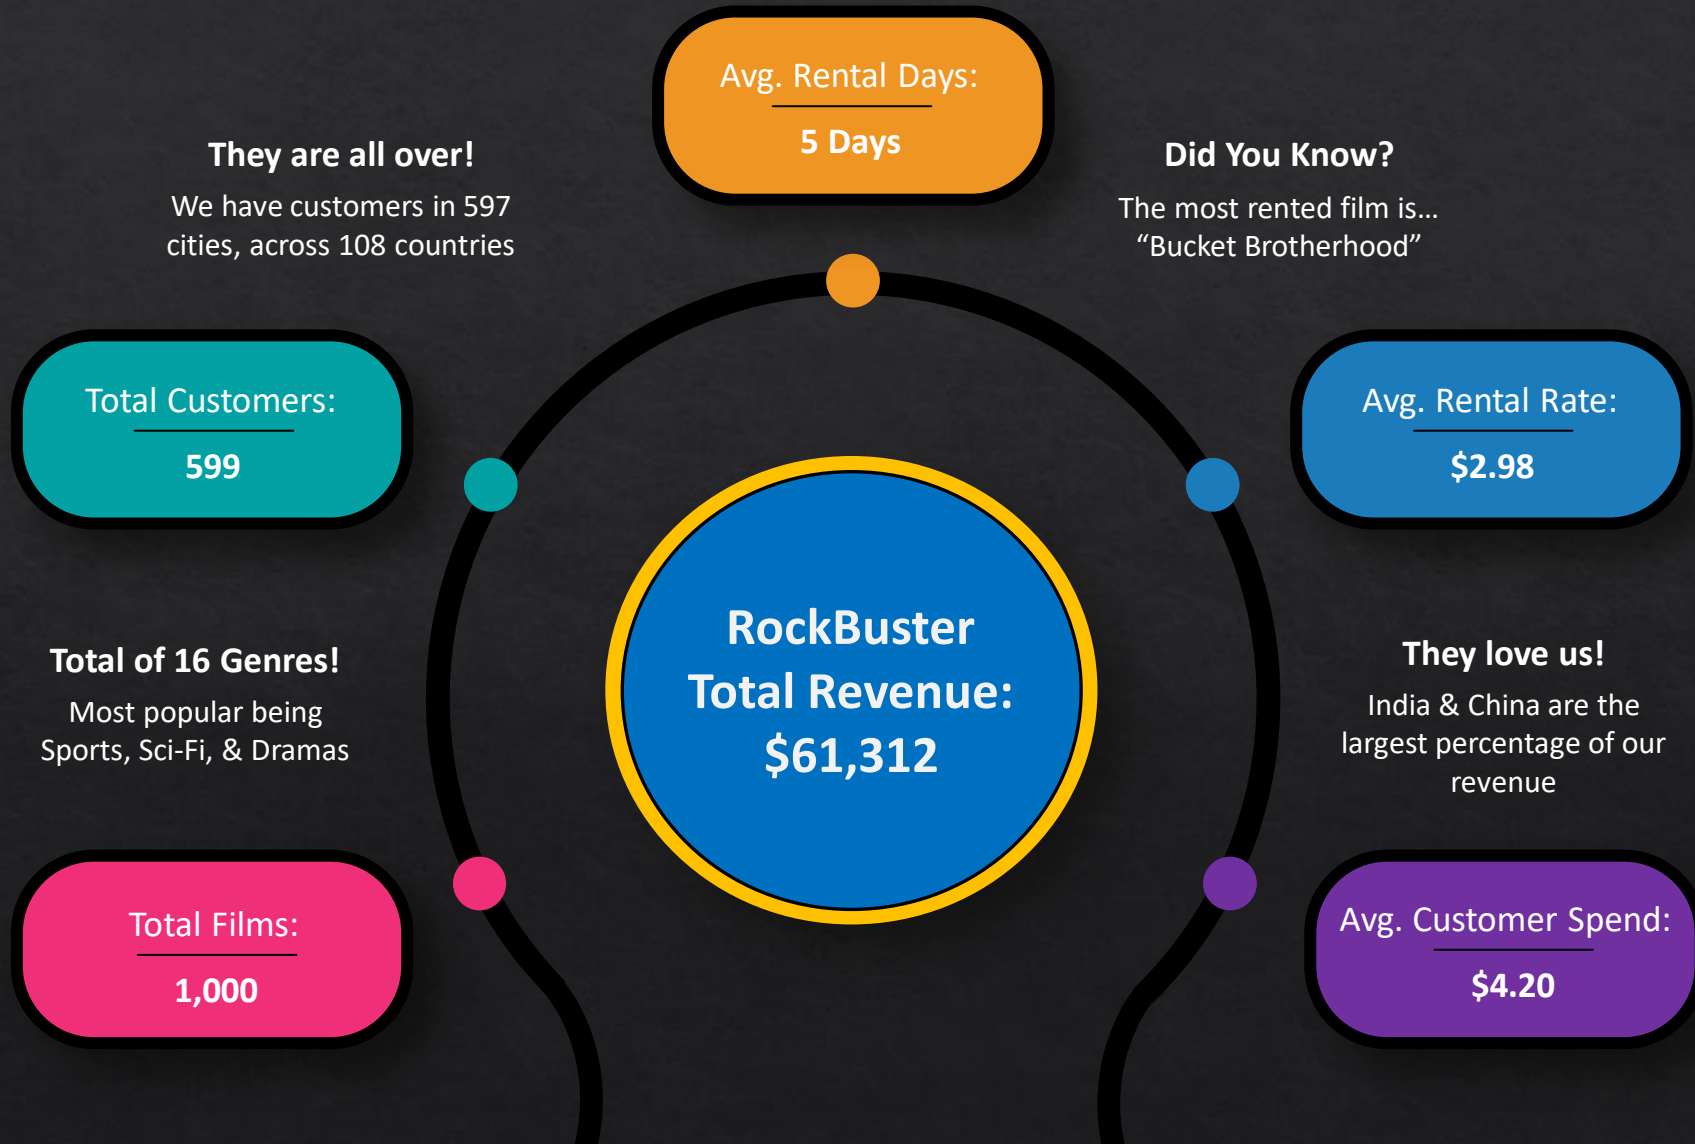 Avg. Rental Days:
5 Days
They are all over!
We have customers in 597
cities, across 108 countries
Did You Know?
The most rented film is…
“Bucket Brotherhood”
Total Customers:
599
Avg. Rental Rate:
$2.98
RockBuster
Total Revenue:
$61,312
Total of 16 Genres!
Most popular being
Sports, Sci-Fi, & Dramas
They love us!
India & China are the
largest percentage of our
revenue
Total Films:
1,000
Avg. Customer Spend:
$4.20